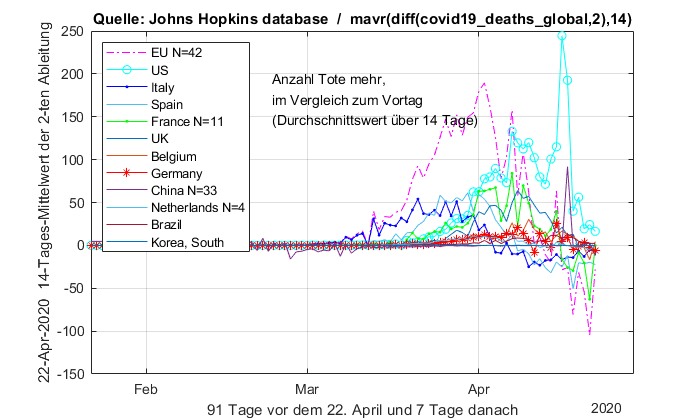 Quelle: Johns Hopkins database / mavr(diff(covid19_deaths_global,2),14)
22-Apr-2020 14-Tages-Mittelwert der 2-ten Ableitung
250
200
150
100
50
0
-50
-100
-150
EU N=42
US
Italy
Spain
France N=11
UK
Belgium
Germany
China N=33
Netherlands N=4
Brazil
Korea, South
Anzahl Tote mehr,
im Vergleich zum Vortag
(Durchschnittswert über 14 Tage)
Feb
Mar
Apr
91 Tage vor dem 22. April und 7 Tage danach
2020